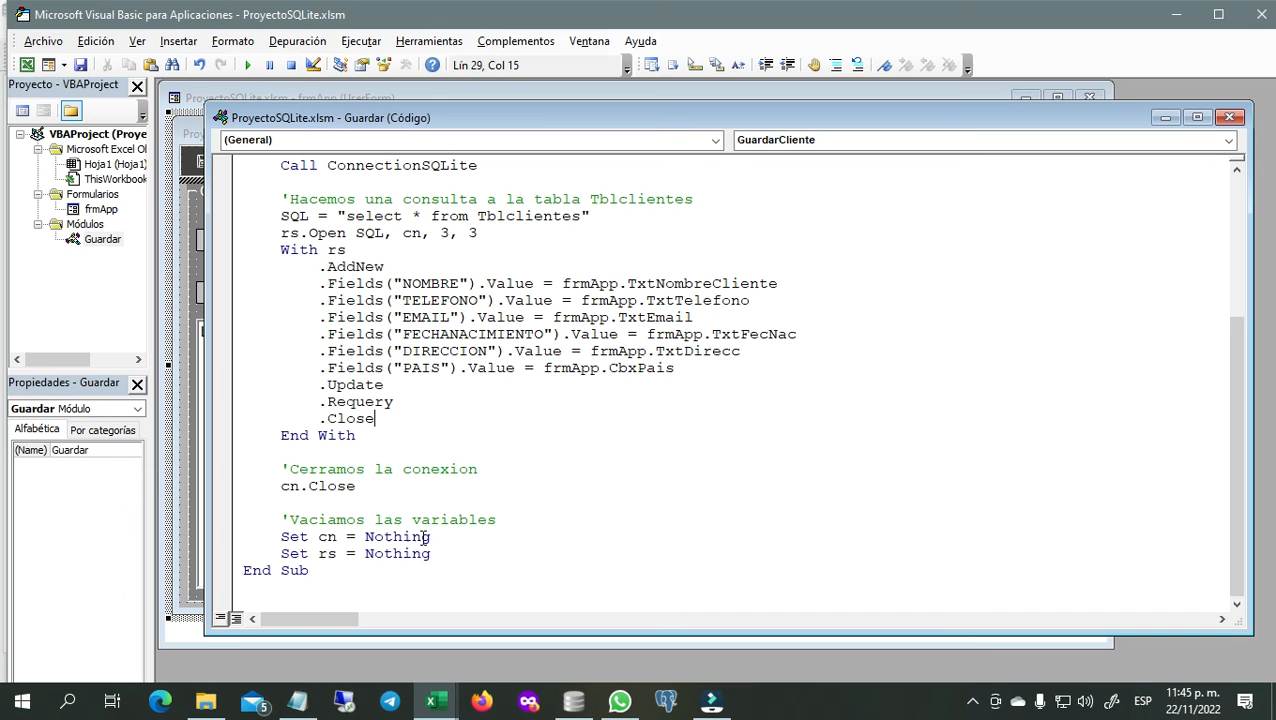 Microsoft Visual Basic para Aplicaciones - ProyectoSQLite.xlsm
Archivo Edición Ver Insertar Formato Depuración Ejecutar Herramientas Complementos Ventana Ayuda
Lín 29, Col 15
Proyecto - VBAProject
VBAProject (Proye
Microsoft Excel Ob
Hoja1 (Hoja1)
ThisWorkbook
Formularios
frmApp
Módulos
Guardar
Propiedades - Guardar
Guardar Módulo
Alfabética Por categorías
(Name) Guardar
ProyectoSQLite.xlsm - frmApp (UserForm)
ProyectoSQLite.xlsm - Guardar (Código)
(General) GuardarCliente
Call ConnectionSQLite
'Hacemos una consulta a la tabla Tblclientes
SQL = "select * from Tblclientes"
rs.Open SQL, cn, 3, 3
With rs
.AddNew
.Fields("NOMBRE").Value = frmApp.TxtNombreCliente
.Fields("TELEFONO").Value = frmApp.TxtTelefono
.Fields("EMAIL").Value = frmApp.TxtEmail
.Fields("FECHANACIMIENTO").Value = frmApp.TxtFecNac
.Fields("DIRECCION").Value = frmApp.TxtDirecc
.Fields("PAIS").Value = frmApp.CbxPais
.Update
.Requery
.Close
End With
'Cerramos la conexion
cn.Close
'Vaciamos las variables
Set cn = Nothing
Set rs = Nothing
End Sub
5
ESP
11:45 p. m.
22/11/2022